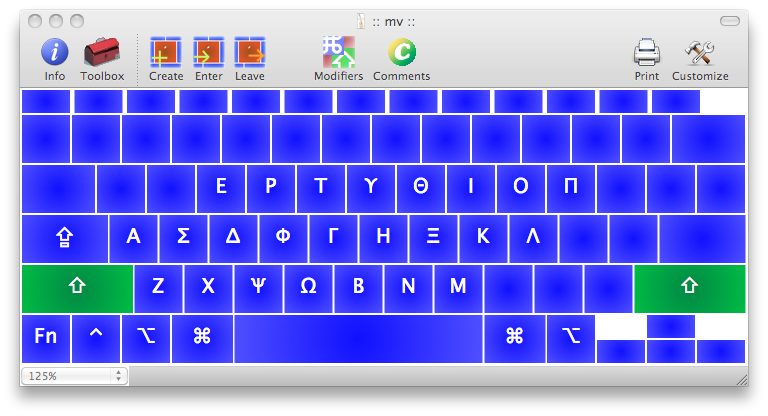 :: mv ::
Info Toolbox Create Enter Leave Modifiers Comments Print Customize
Ε Ρ Τ Υ Θ Ι Ο Π
⇪ Α Σ Δ Φ Γ Η Ξ Κ Λ
⇧ Ζ Χ Ψ Ω Β Ν Μ ⇧
Fn ^ ⌥ ⌘ ⌘ ⌥
125%